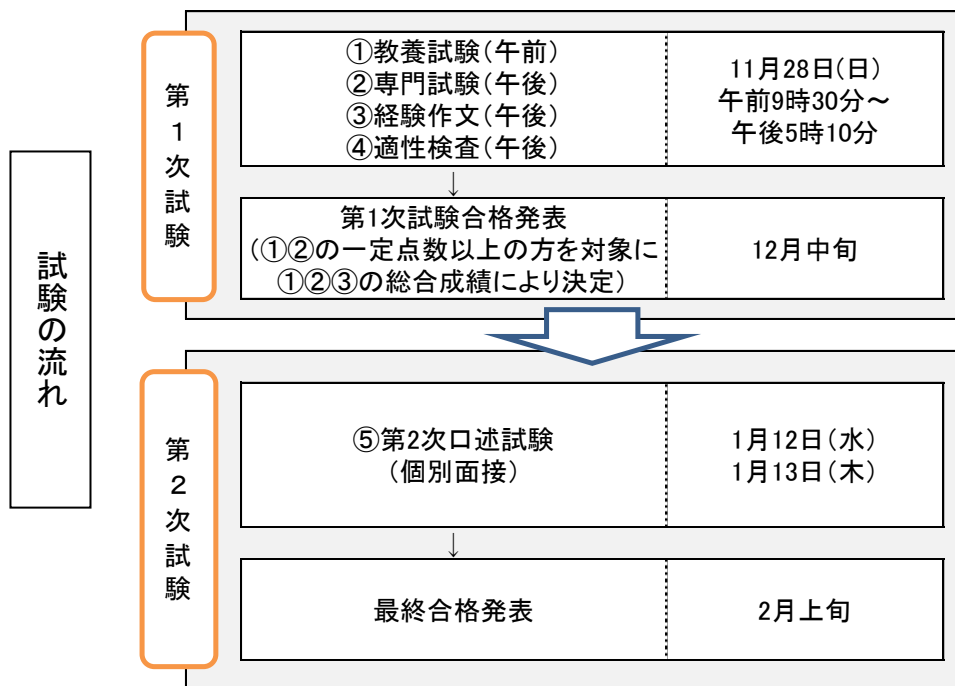 試験の流れ
第1次試験
①教養試験(午前)
②専門試験(午後)
③経験作文(午後)
④適性検査(午後)
11月28日(日)
午前9時30分～
午後5時10分
↓
第1次試験合格発表
(①②の一定点数以上の方を対象に
①②③の総合成績により決定)
12月中旬
第2次試験
⑤第2次口述試験
(個別面接)
1月12日(水)
1月13日(木)
↓
最終合格発表
2月上旬